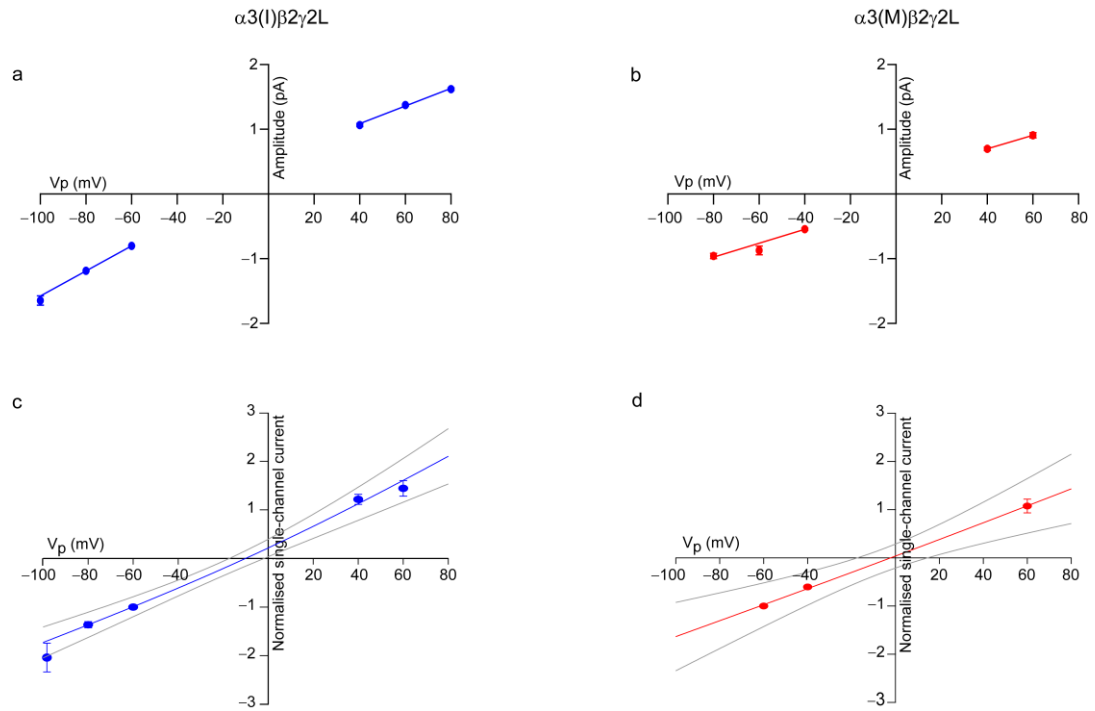 α3(I)β2γ2L
α3(M)β2γ2L
a
2
1
−1
−2
Amplitude (pA)
Vp (mV)
−100 −80 −60 −40 −20 20 40 60 80
b
2
1
−1
−2
Amplitude (pA)
Vp (mV)
−100 −80 −60 −40 −20 20 40 60 80
c
3
2
1
−1
−2
−3
Normalised single-channel current
Vp (mV)
−100 −80 −60 −40 −20 20 40 60 80
d
3
2
1
−1
−2
−3
Normalised single-channel current
Vp (mV)
−100 −80 −60 −40 −20 20 40 60 80